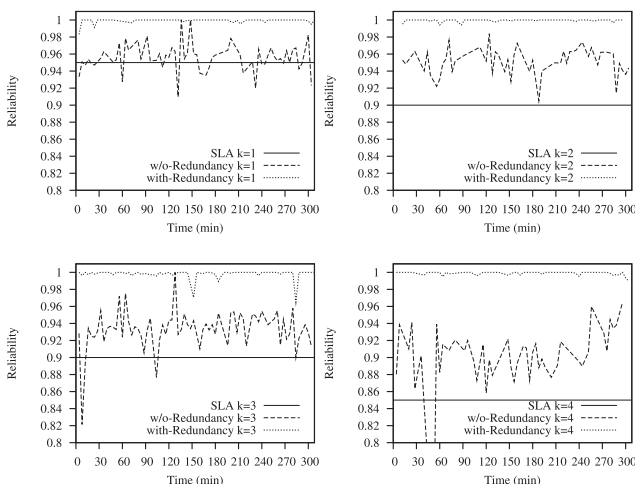 1
0.98
0.96
0.94
0.92
0.9
0.88
0.86
0.84
0.82
0.8
Reliability
SLA k=1
w/o-Redundancy k=1
with-Redundancy k=1
0 30 60 90 120 150 180 210 240 270 300
Time (min)
1
0.98
0.96
0.94
0.92
0.9
0.88
0.86
0.84
0.82
0.8
Reliability
SLA k=2
w/o-Redundancy k=2
with-Redundancy k=2
0 30 60 90 120 150 180 210 240 270 300
Time (min)
1
0.98
0.96
0.94
0.92
0.9
0.88
0.86
0.84
0.82
0.8
Reliability
SLA k=3
w/o-Redundancy k=3
with-Redundancy k=3
0 30 60 90 120 150 180 210 240 270 300
Time (min)
1
0.98
0.96
0.94
0.92
0.9
0.88
0.86
0.84
0.82
0.8
Reliability
SLA k=4
w/o-Redundancy k=4
with-Redundancy k=4
0 30 60 90 120 150 180 210 240 270 300
Time (min)